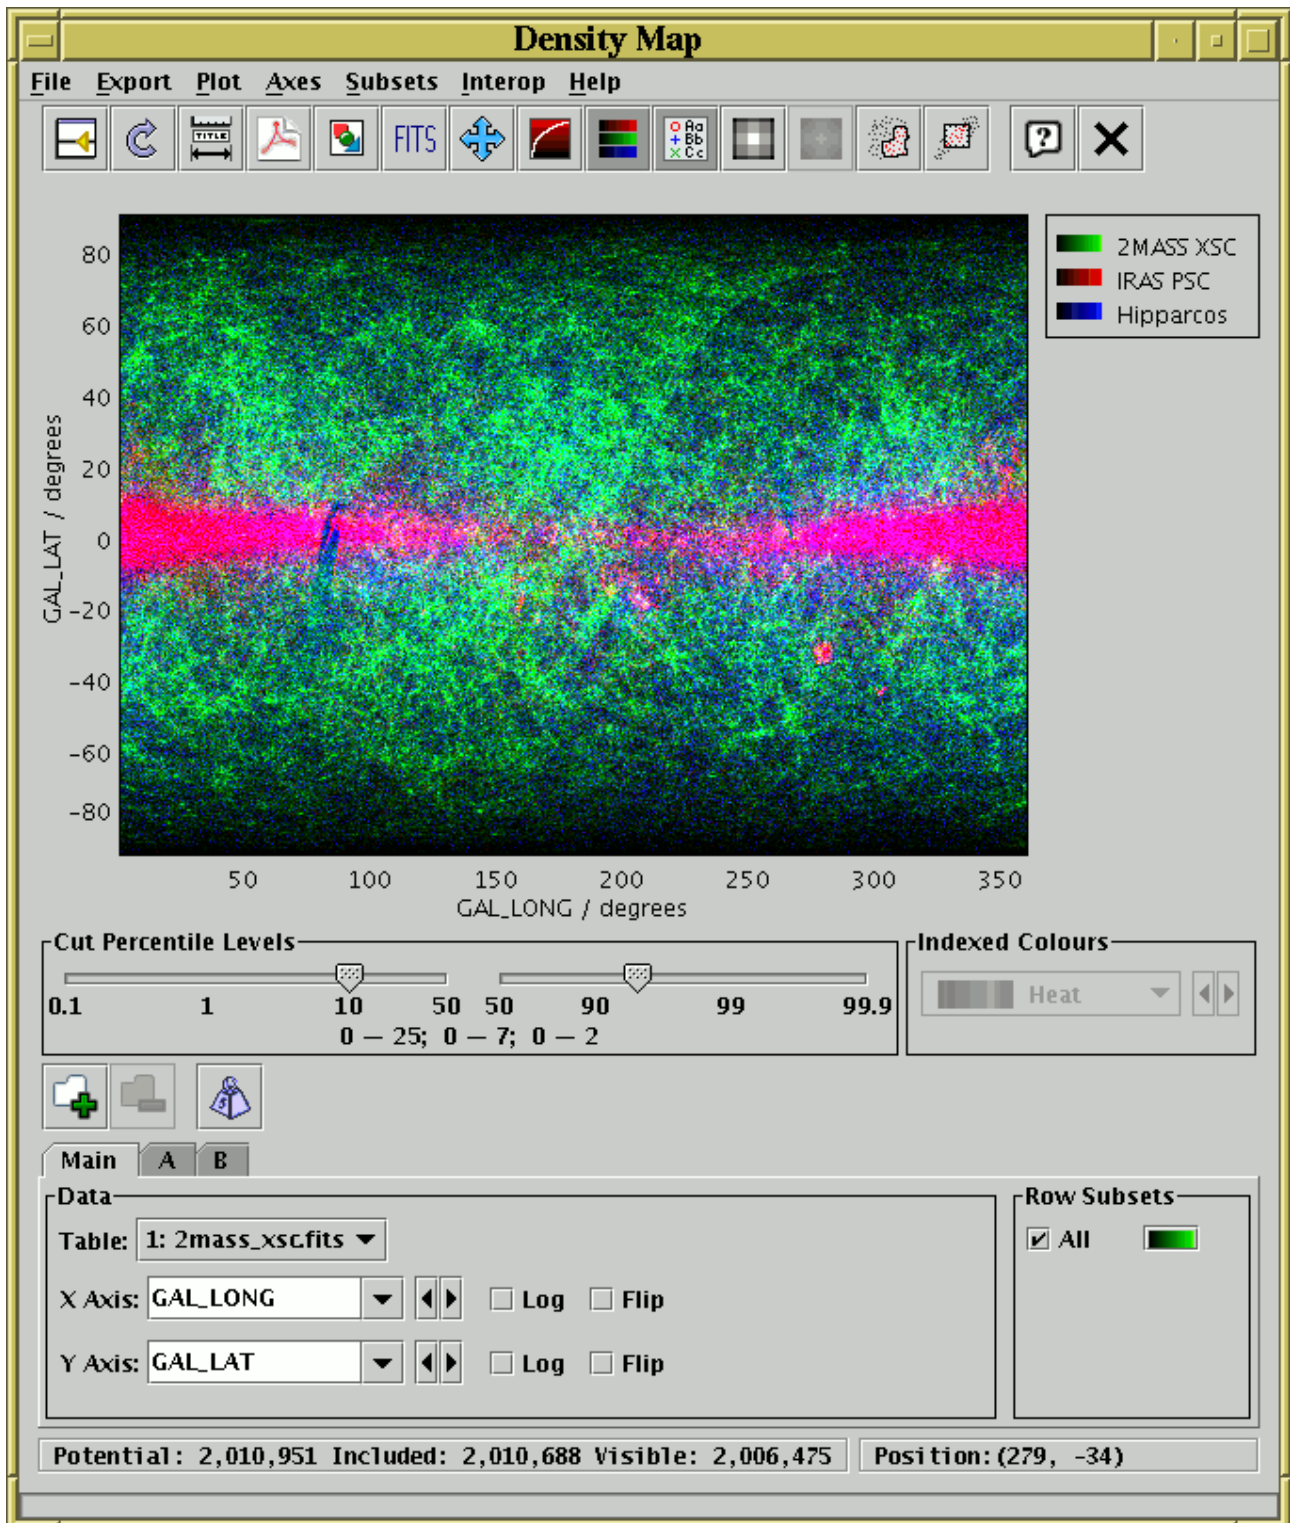 Density Map
File Export Plot Axes Subsets Interop Help
TITLE FITS Aa Bb Cc ?
2MASS XSC
IRAS PSC
Hipparcos
80
60
40
20
0
-20
-40
-60
-80
GAL_LAT / degrees
50 100 150 200 250 300 350
GAL_LONG / degrees
Cut Percentile Levels
0.1 1 10 50 50 90 99 99.9
0 — 25; 0 — 7; 0 — 2
Indexed Colours
Heat
Main A B
Data
Table: 1: 2mass_xsc.fits
X Axis: GAL_LONG Log Flip
Y Axis: GAL_LAT Log Flip
Row Subsets
All
Potential: 2,010,951 Included: 2,010,688 Visible: 2,006,475 Position:(279, -34)